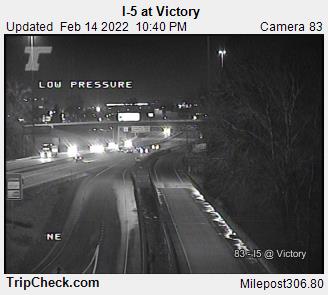 I-5 at Victory
Updated Feb 14 2022 10:40 PM Camera 83
LOW PRESSURE
NE
83 - I5 @ Victory
TripCheck.com Milepost306.80